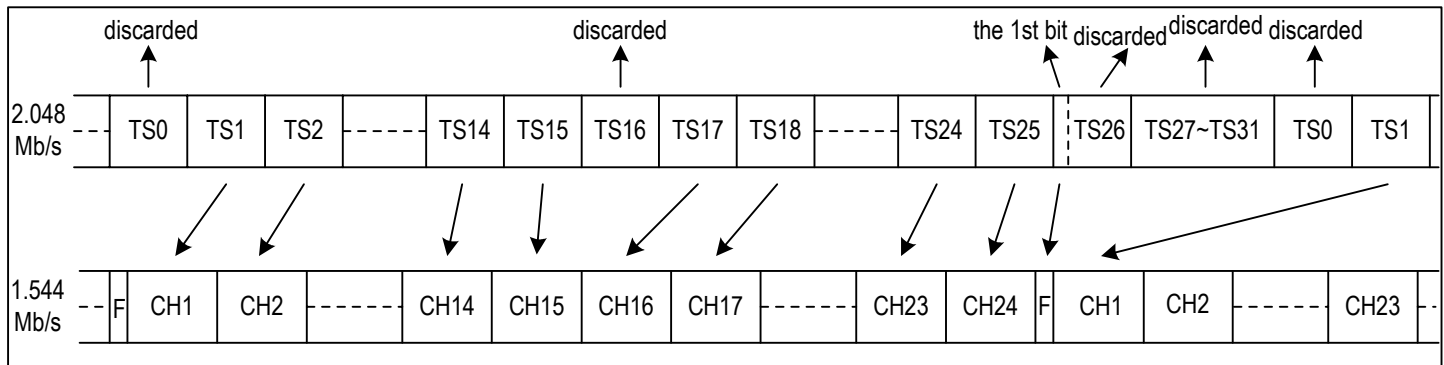 discarded discarded the 1st bit discarded discarded discarded
2.048 Mb/s TS0 TS1 TS2 TS14 TS15 TS16 TS17 TS18 TS24 TS25 TS26 TS27~TS31 TS0 TS1
1.544 Mb/s F CH1 CH2 CH14 CH15 CH16 CH17 CH23 CH24 F CH1 CH2 CH23